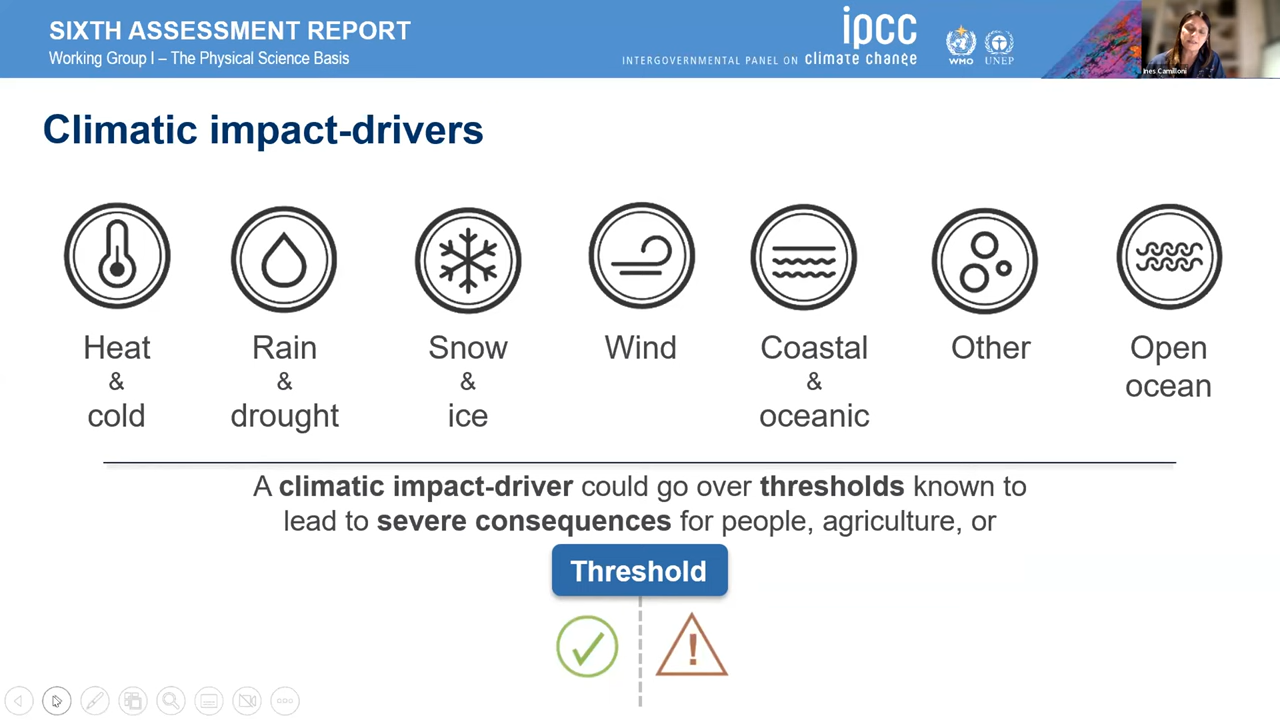 SIXTH ASSESSMENT REPORT
Working Group I – The Physical Science Basis
ipcc
INTERGOVERNMENTAL PANEL ON climate change
WMO
UNEP
Ines Camilloni
Climatic impact-drivers
Heat
&
cold
Rain
&
drought
Snow
&
ice
Wind
Coastal
&
oceanic
Other
Open
ocean
A climatic impact-driver could go over thresholds known to
lead to severe consequences for people, agriculture, or
Threshold